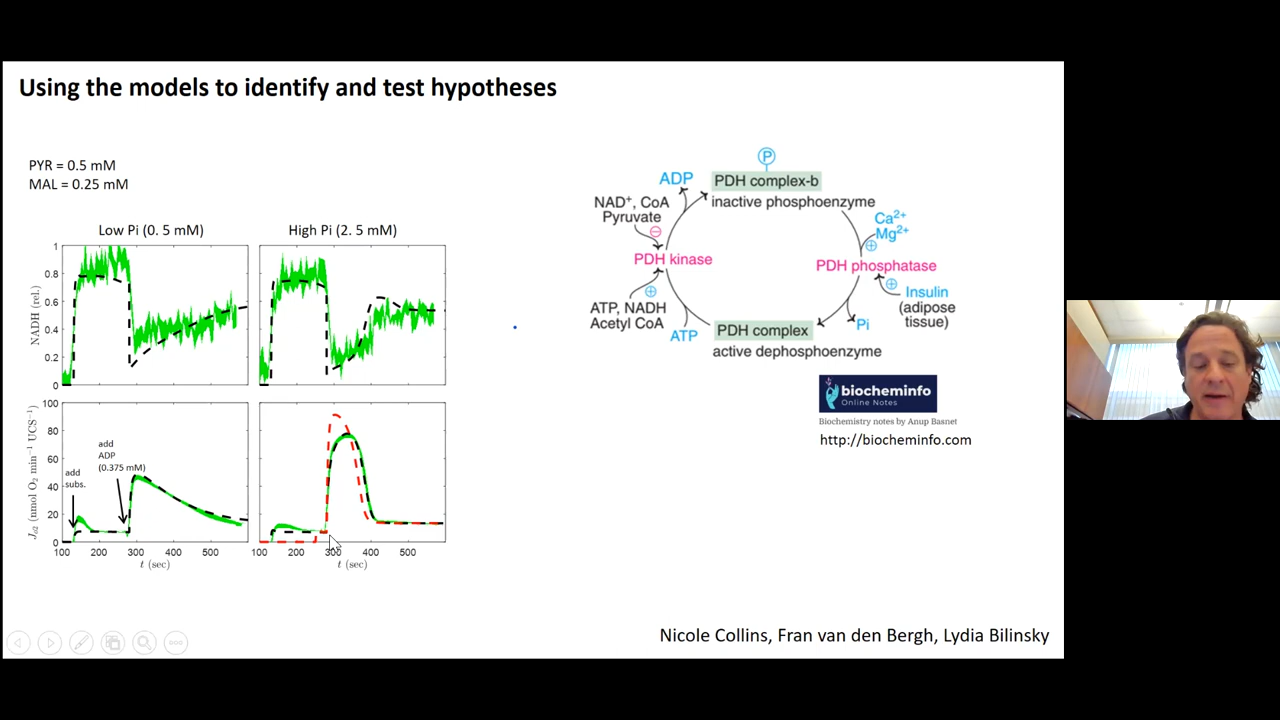 Using the models to identify and test hypotheses
PYR = 0.5 mM
MAL = 0.25 mM
Low Pi (0. 5 mM)
High Pi (2. 5 mM)
NADH (rel.)
1
0.8
0.6
0.4
0.2
0
J_o2 (nmol O2 min⁻¹ UCS⁻¹)
100
80
60
40
20
0
add
subs.
add
ADP
(0.375 mM)
100 200 300 400 500
100 200 300 400 500
t (sec)
t (sec)
P
ADP
PDH complex-b
inactive phosphoenzyme
NAD⁺, CoA
Pyruvate
Ca²⁺
Mg²⁺
PDH kinase
PDH phosphatase
ATP, NADH
Acetyl CoA
Insulin
(adipose
tissue)
ATP
PDH complex
Pi
active dephosphoenzyme
biocheminfo
Online Notes
Biochemistry notes by Anup Basnet
http://biocheminfo.com
Nicole Collins, Fran van den Bergh, Lydia Bilinsky